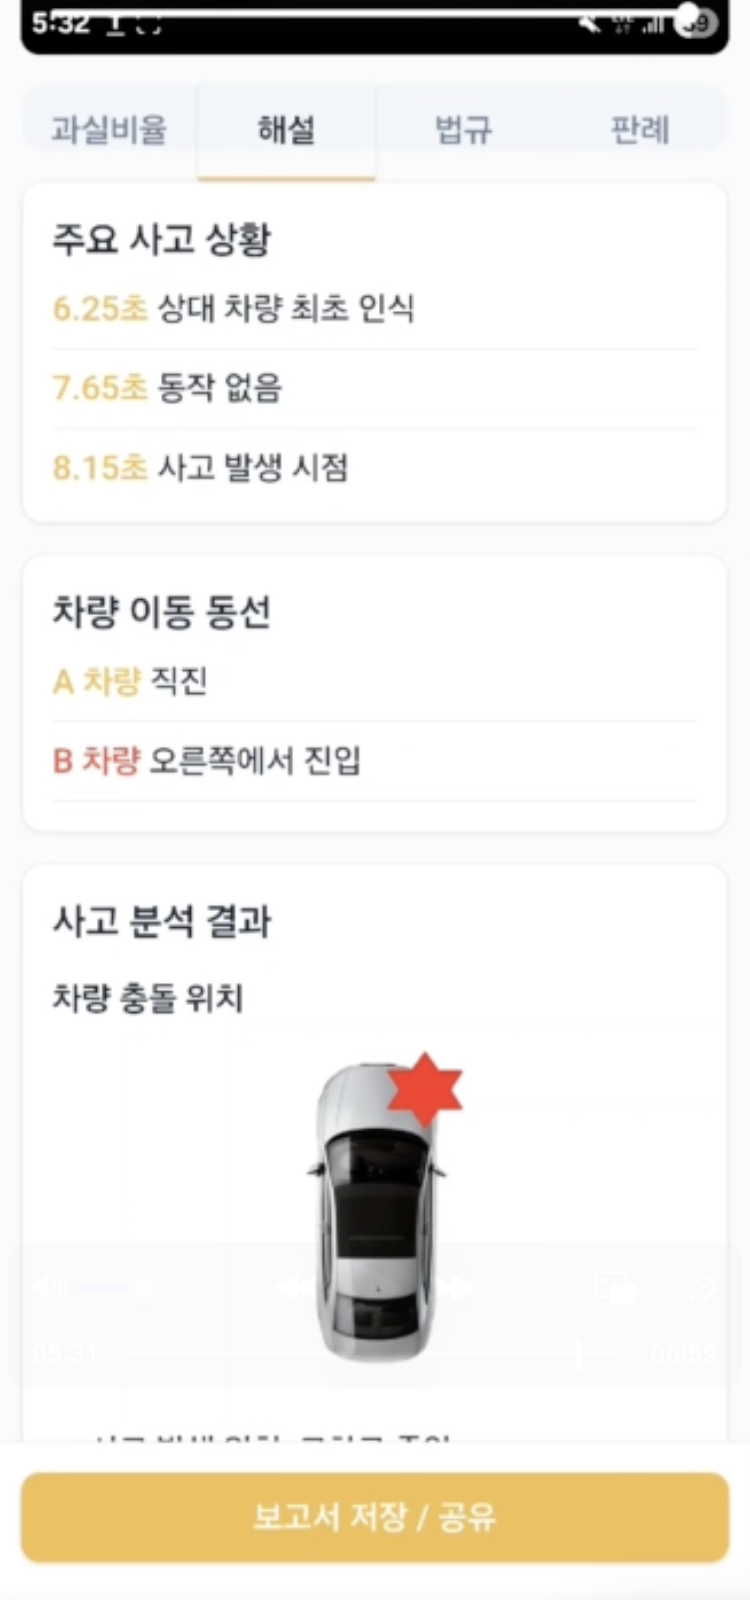 5:32
과실비율 해설 법규 판례
주요 사고 상황
6.25초 상대 차량 최초 인식
7.65초 동작 없음
8.15초 사고 발생 시점
차량 이동 동선
A 차량 직진
B 차량 오른쪽에서 진입
사고 분석 결과
차량 충돌 위치
05:31 05:59
보고서 저장 / 공유